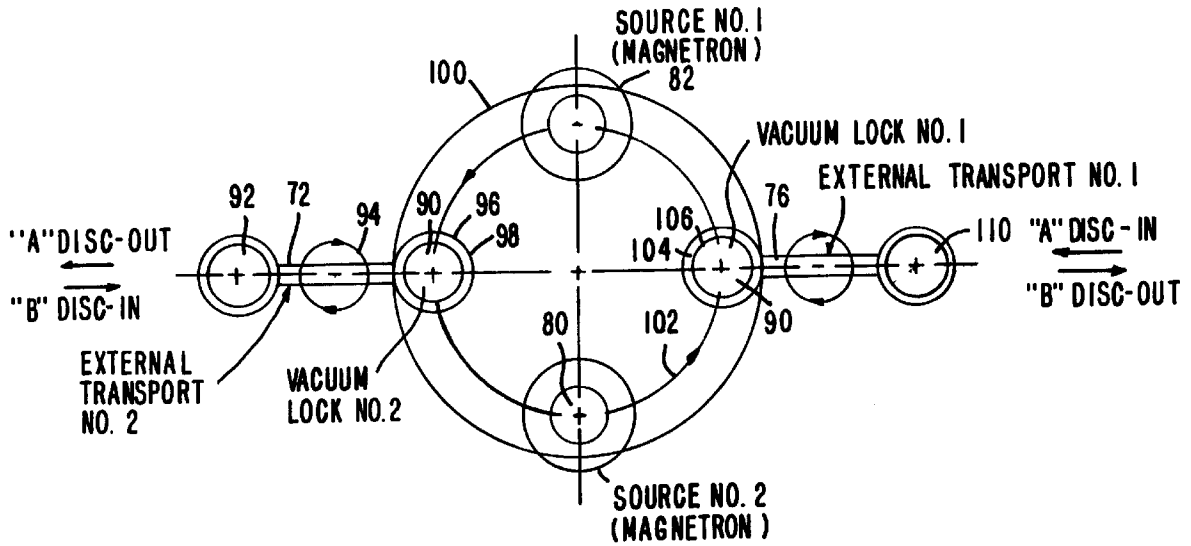 SOURCE NO. 1
(MAGNETRON)
82
100
VACUUM LOCK NO. 1
EXTERNAL TRANSPORT NO. 1
92
72
94
90
96
98
106
104
76
110
"A" DISC-OUT
"B" DISC-IN
"A" DISC-IN
"B" DISC-OUT
90
102
80
EXTERNAL
TRANSPORT
NO. 2
VACUUM
LOCK NO. 2
SOURCE NO. 2
(MAGNETRON)